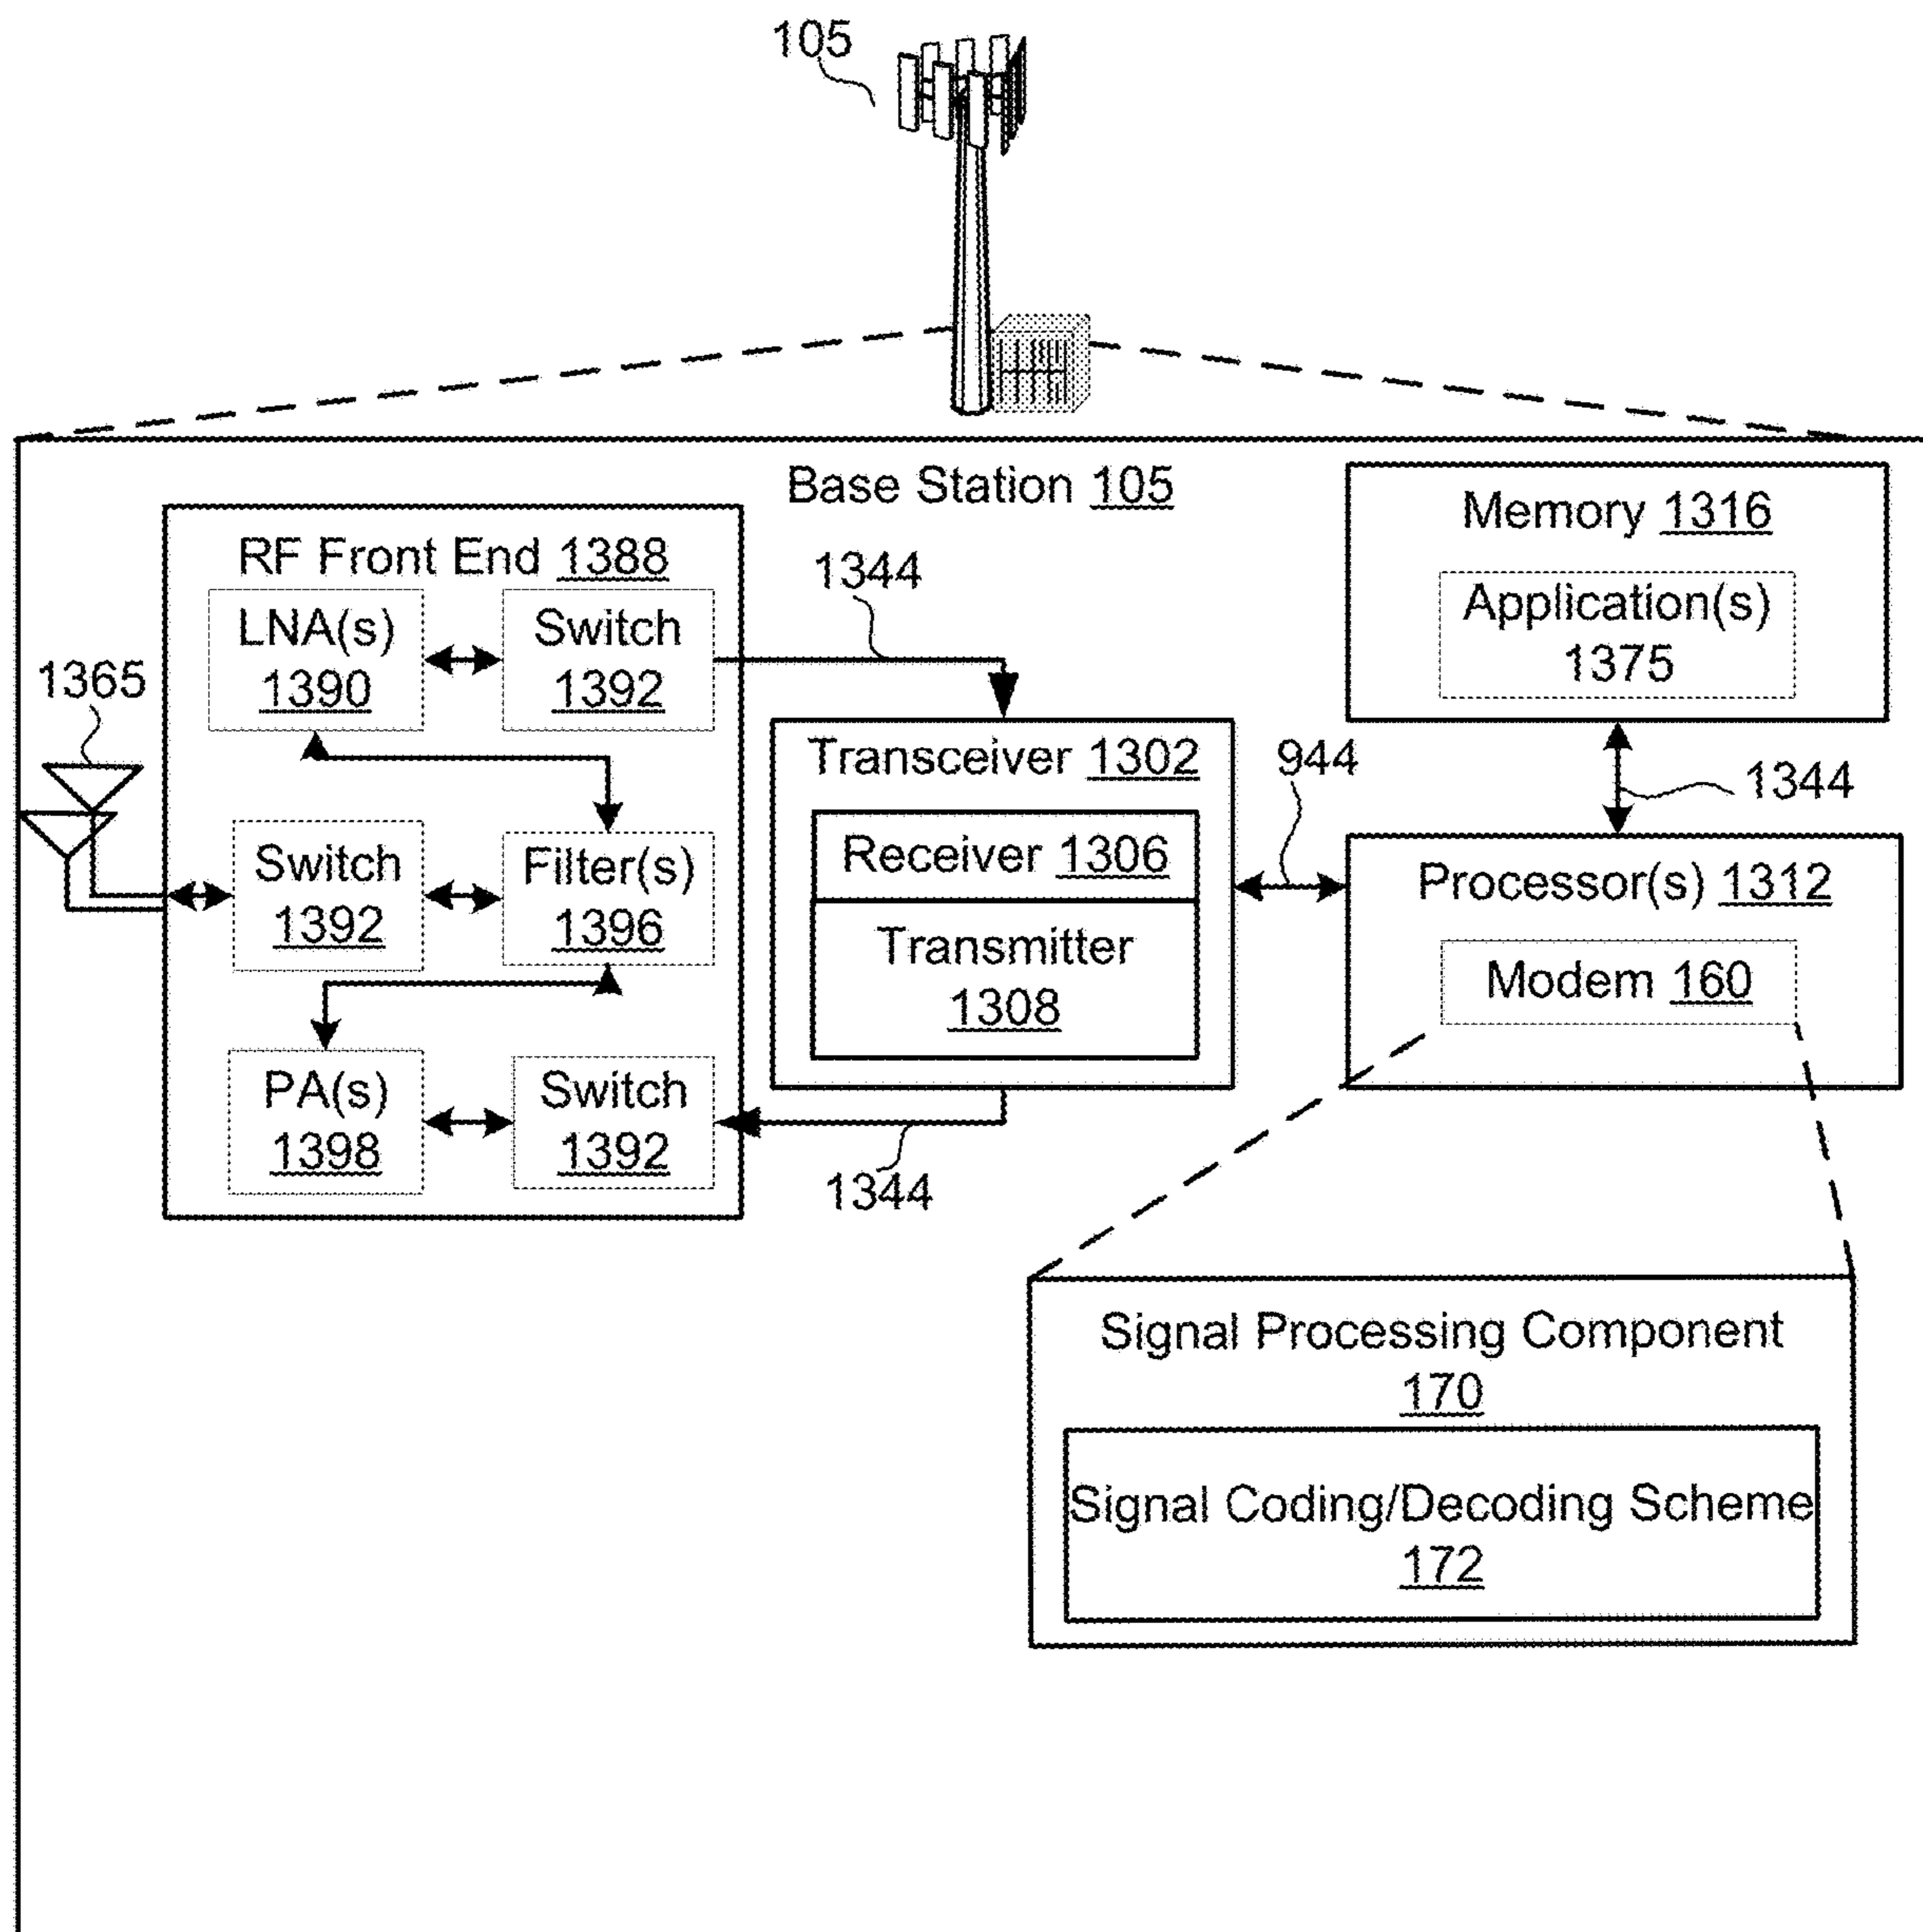 105
Base Station 105
Memory 1316
Application(s)
1375
RF Front End 1388
1344
LNA(s)
1390
Switch
1392
1365
Transceiver 1302
944
1344
Receiver 1306
Switch
1392
Filter(s)
1396
Processor(s) 1312
Transmitter
1308
Modem 160
PA(s)
1398
Switch
1392
1344
Signal Processing Component
170
Signal Coding/Decoding Scheme
172